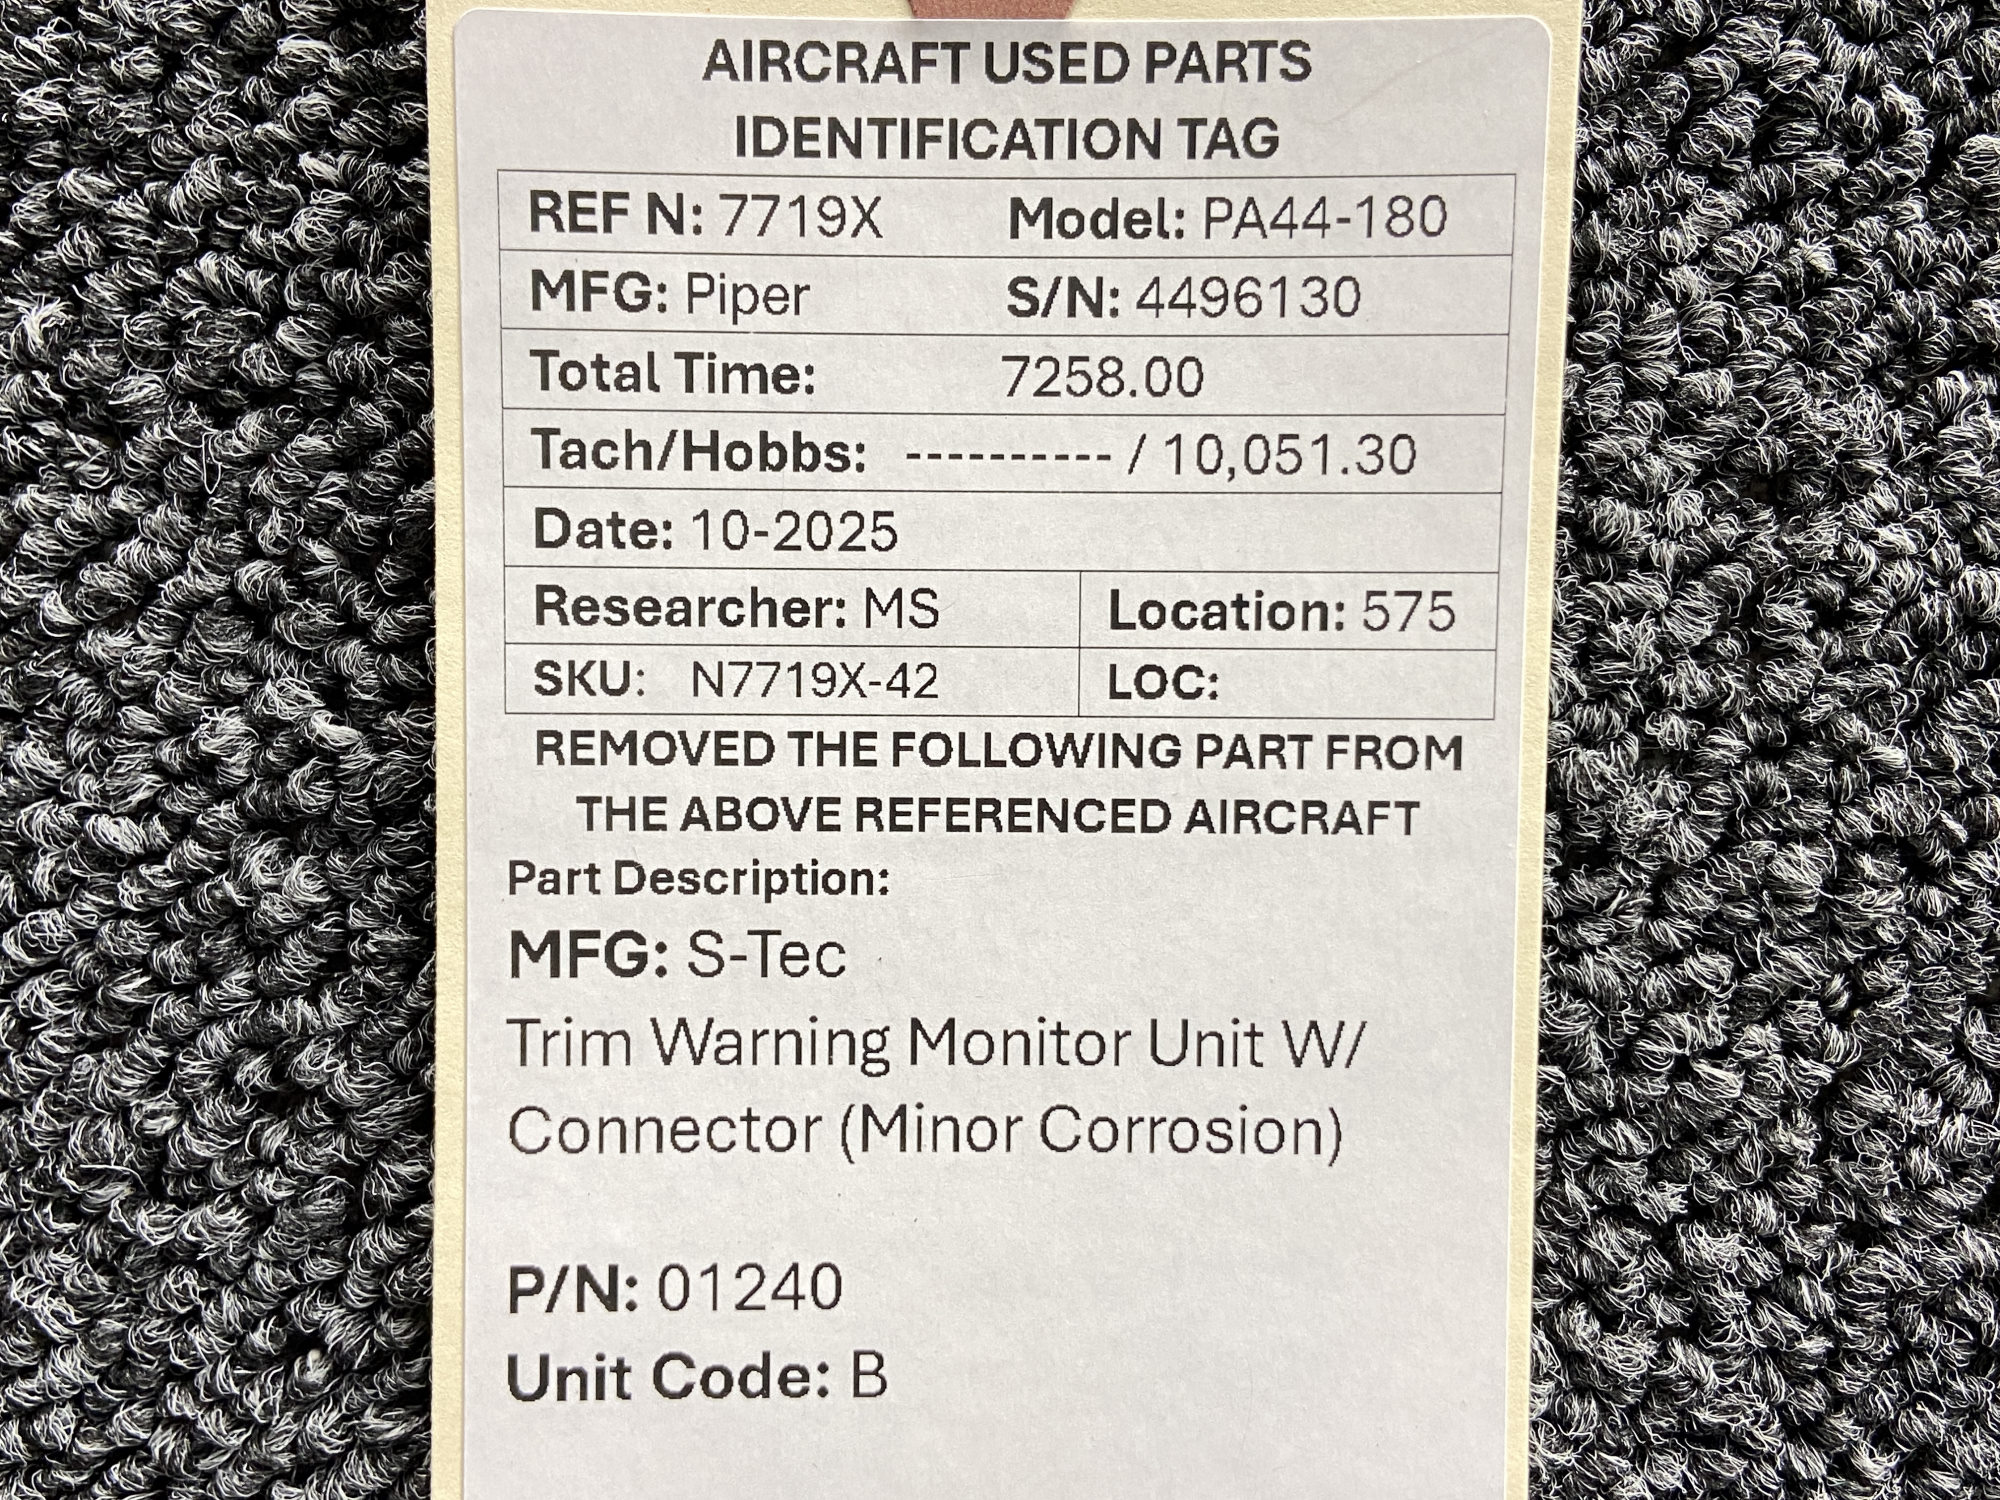 AIRCRAFT USED PARTS
IDENTIFICATION TAG
REF N: 7719X Model: PA44-180
MFG: Piper S/N: 4496130
Total Time: 7258.00
Tach/Hobbs: ---------- / 10,051.30
Date: 10-2025
Researcher: MS Location: 575
SKU: N7719X-42 LOC:
REMOVED THE FOLLOWING PART FROM
THE ABOVE REFERENCED AIRCRAFT
Part Description:
MFG: S-Tec
Trim Warning Monitor Unit W/
Connector (Minor Corrosion)
P/N: 01240
Unit Code: B